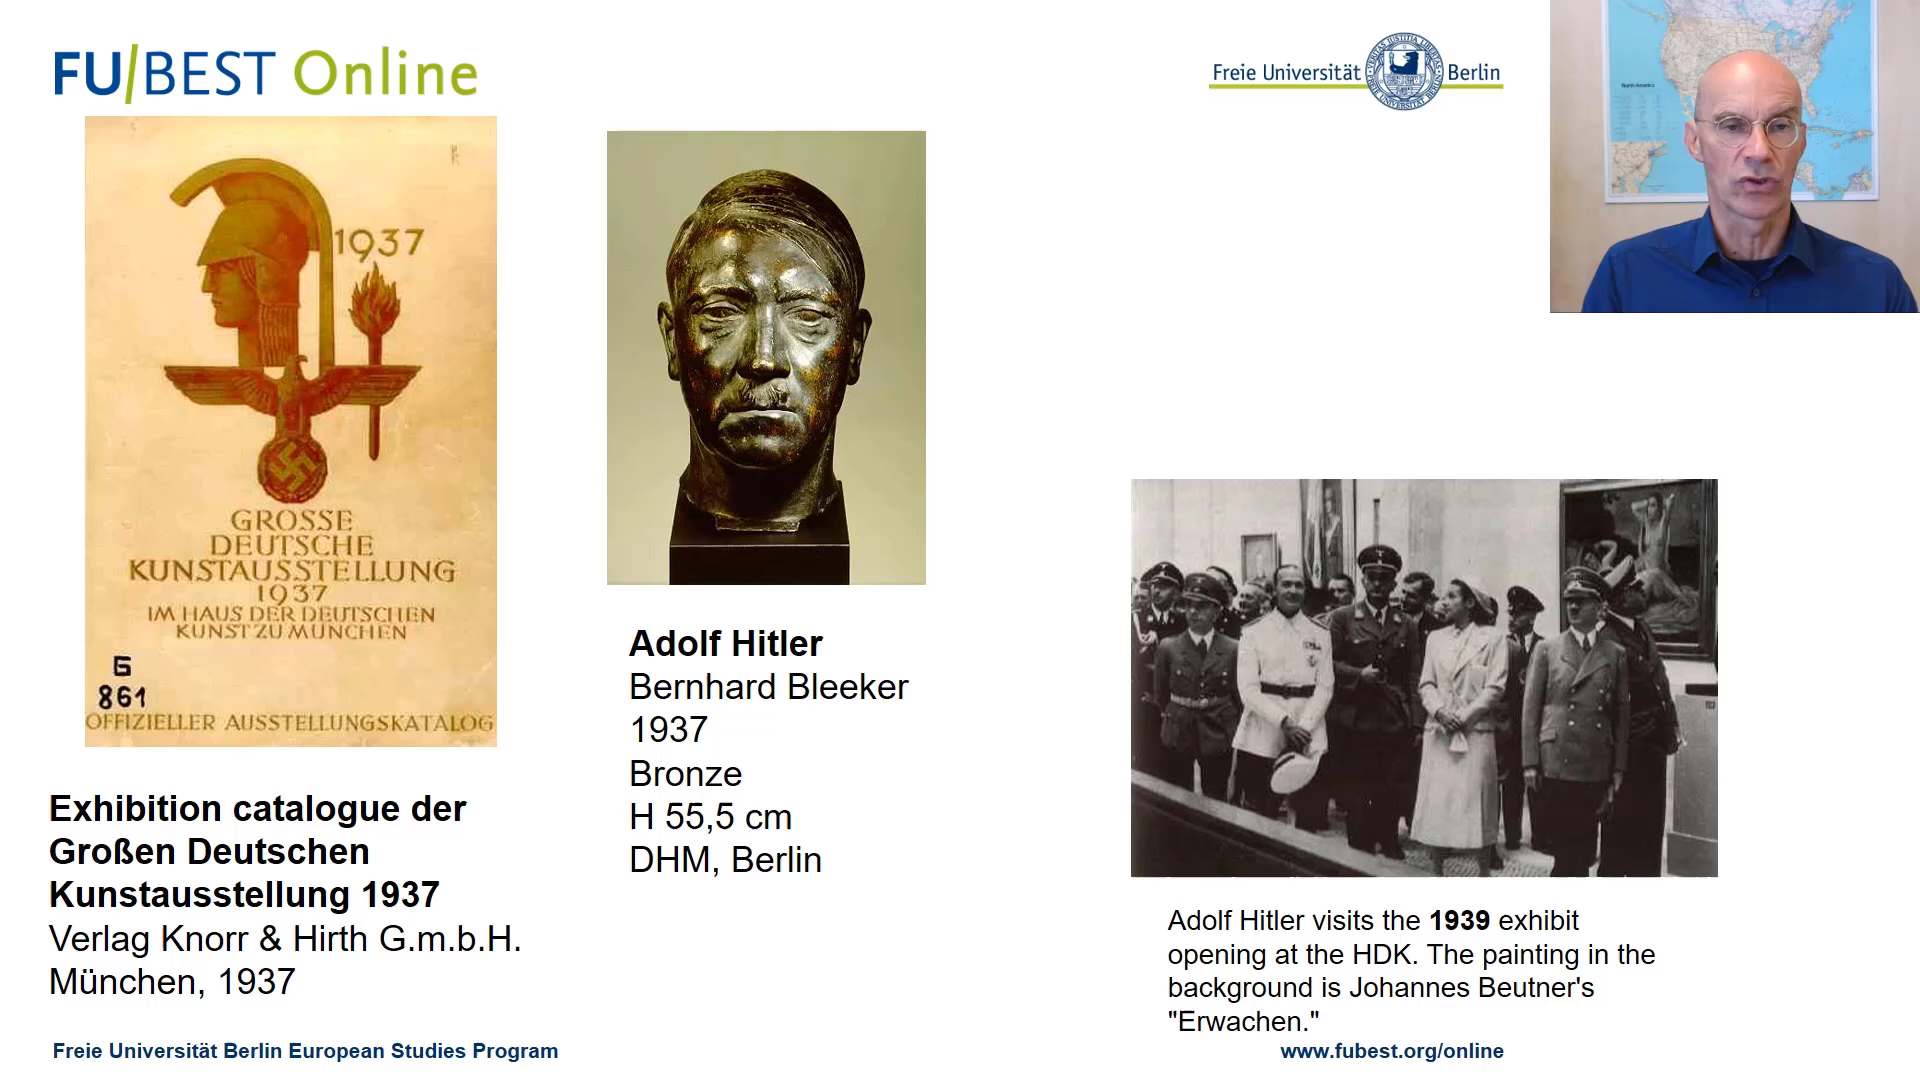 FU/BEST Online
Freie Universität Berlin
North America
1937
GROSSE
DEUTSCHE
KUNSTAUSSTELLUNG
1937
IM HAUS DER DEUTSCHEN
KUNST ZU MÜNCHEN
G
861
OFFIZIELLER AUSSTELLUNGSKATALOG
Exhibition catalogue der
Großen Deutschen
Kunstausstellung 1937
Verlag Knorr & Hirth G.m.b.H.
München, 1937
Adolf Hitler
Bernhard Bleeker
1937
Bronze
H 55,5 cm
DHM, Berlin
Adolf Hitler visits the 1939 exhibit
opening at the HDK. The painting in the
background is Johannes Beutner's
"Erwachen."
Freie Universität Berlin European Studies Program
www.fubest.org/online